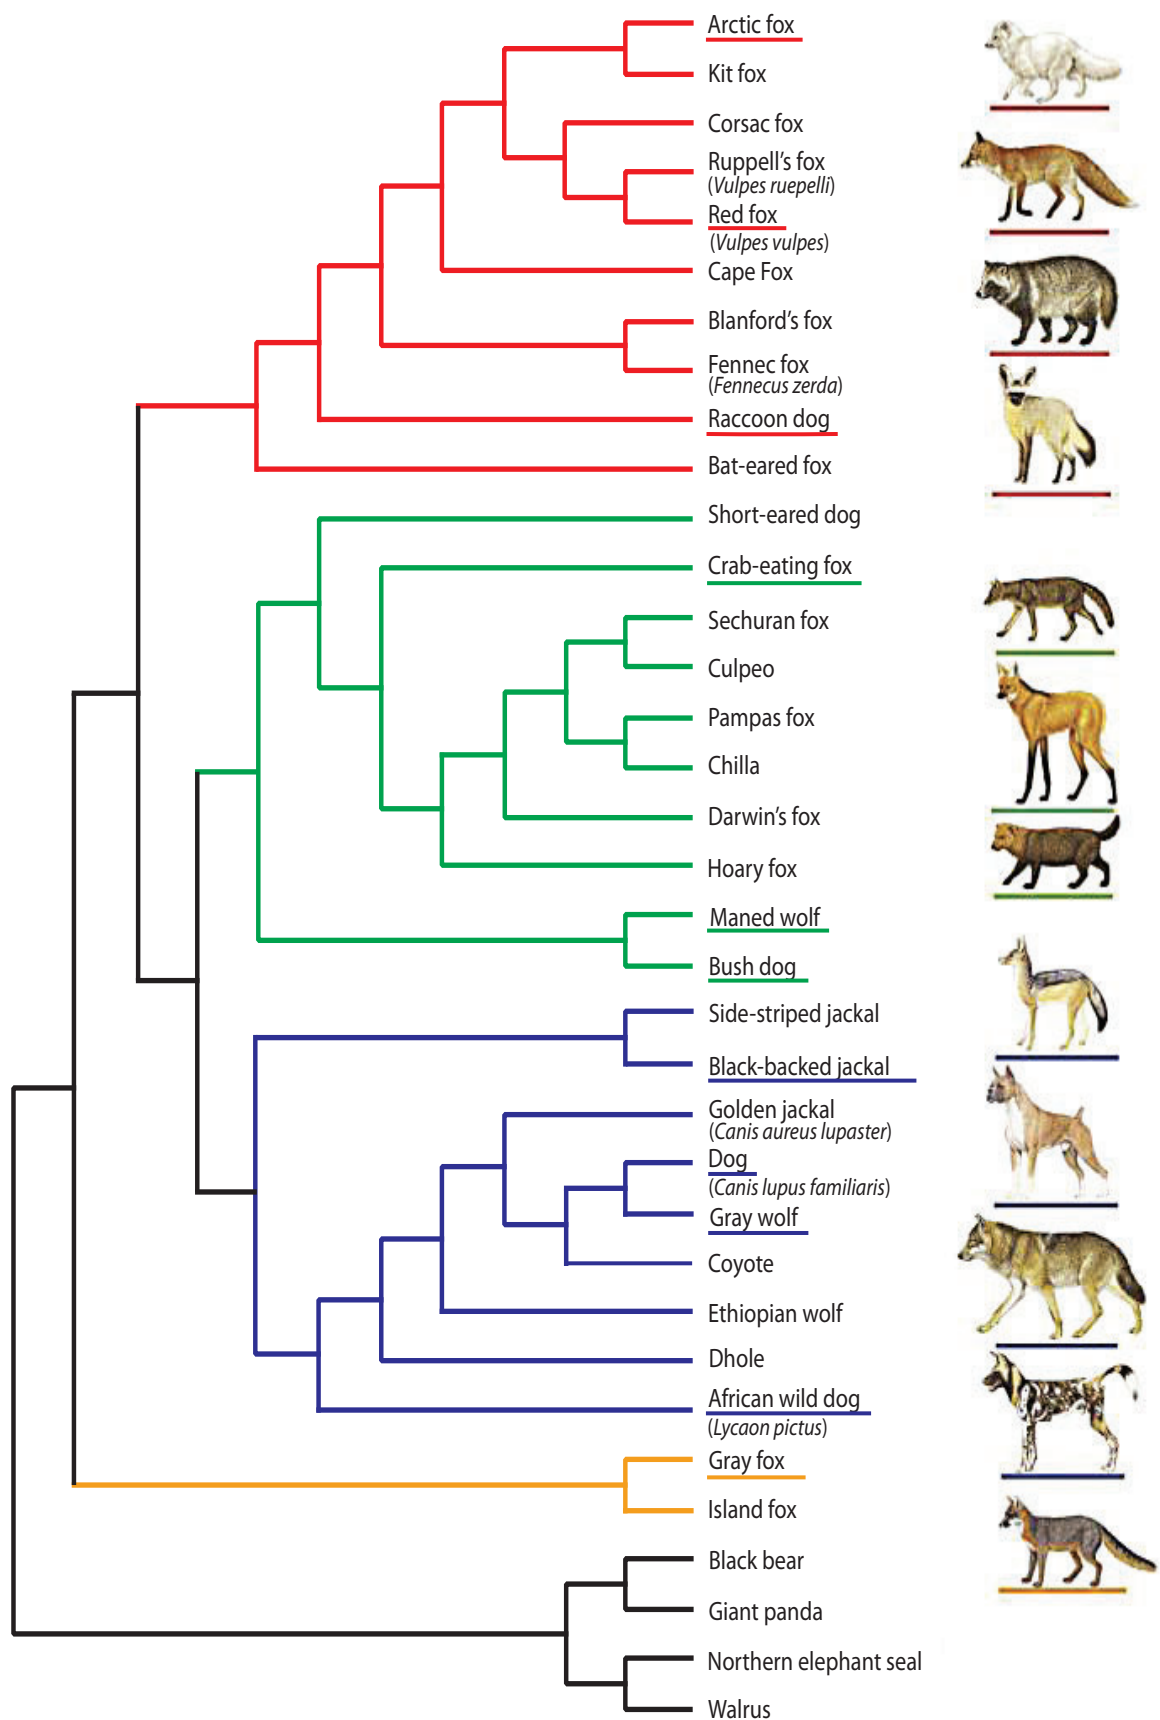 Arctic fox
Kit fox
Corsac fox
Ruppell's fox
(Vulpes ruepelli)
Red fox
(Vulpes vulpes)
Cape Fox
Blanford's fox
Fennec fox
(Fennecus zerda)
Raccoon dog
Bat-eared fox
Short-eared dog
Crab-eating fox
Sechuran fox
Culpeo
Pampas fox
Chilla
Darwin's fox
Hoary fox
Maned wolf
Bush dog
Side-striped jackal
Black-backed jackal
Golden jackal
(Canis aureus lupaster)
Dog
(Canis lupus familiaris)
Gray wolf
Coyote
Ethiopian wolf
Dhole
African wild dog
(Lycaon pictus)
Gray fox
Island fox
Black bear
Giant panda
Northern elephant seal
Walrus